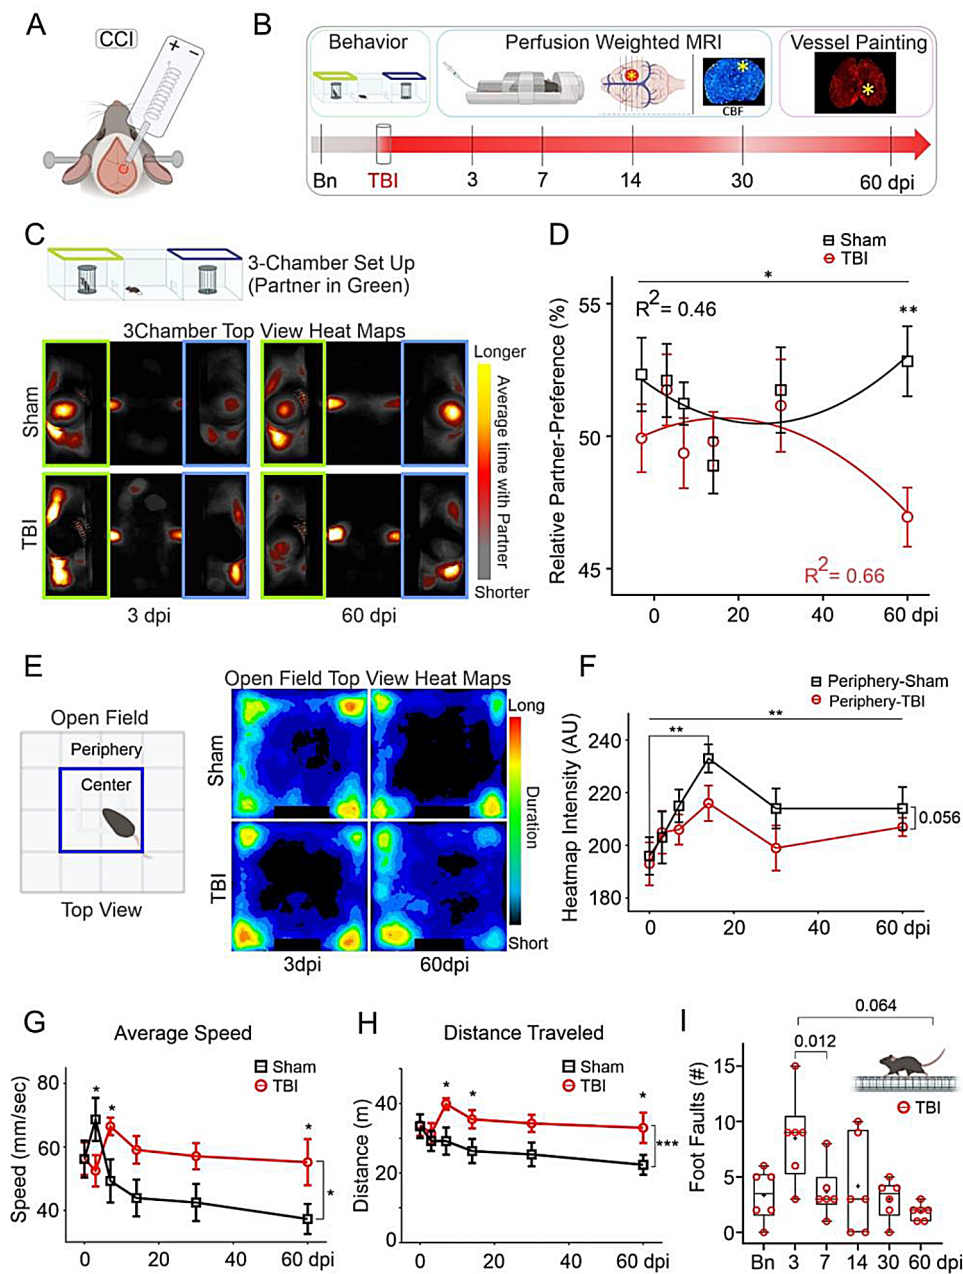 A
CCI
+ −
B
Behavior
Perfusion Weighted MRI
Vessel Painting
*
*
*
CBF
Bn
TBI
3
7
14
30
60 dpi
C
3-Chamber Set Up
(Partner in Green)
3Chamber Top View Heat Maps
Sham
TBI
3 dpi
60 dpi
Longer
Average time with Partner
Shorter
D
Sham
TBI
*
**
R2= 0.46
R2= 0.66
Relative Partner-Preference (%)
55
50
45
0
20
40
60 dpi
E
Open Field
Periphery
Center
Top View
Open Field Top View Heat Maps
Sham
TBI
3dpi
60dpi
Long
Duration
Short
F
Periphery-Sham
Periphery-TBI
**
**
0.056
Heatmap Intensity (AU)
240
220
200
180
0
20
40
60 dpi
G
Average Speed
Sham
TBI
*
*
*
*
Speed (mm/sec)
80
60
40
0
20
40
60 dpi
H
Distance Traveled
Sham
TBI
*
*
*
***
Distance (m)
60
40
20
0
0
20
40
60 dpi
I
0.064
0.012
TBI
Foot Faults (#)
15
10
5
0
Bn 3 7 14 30 60 dpi